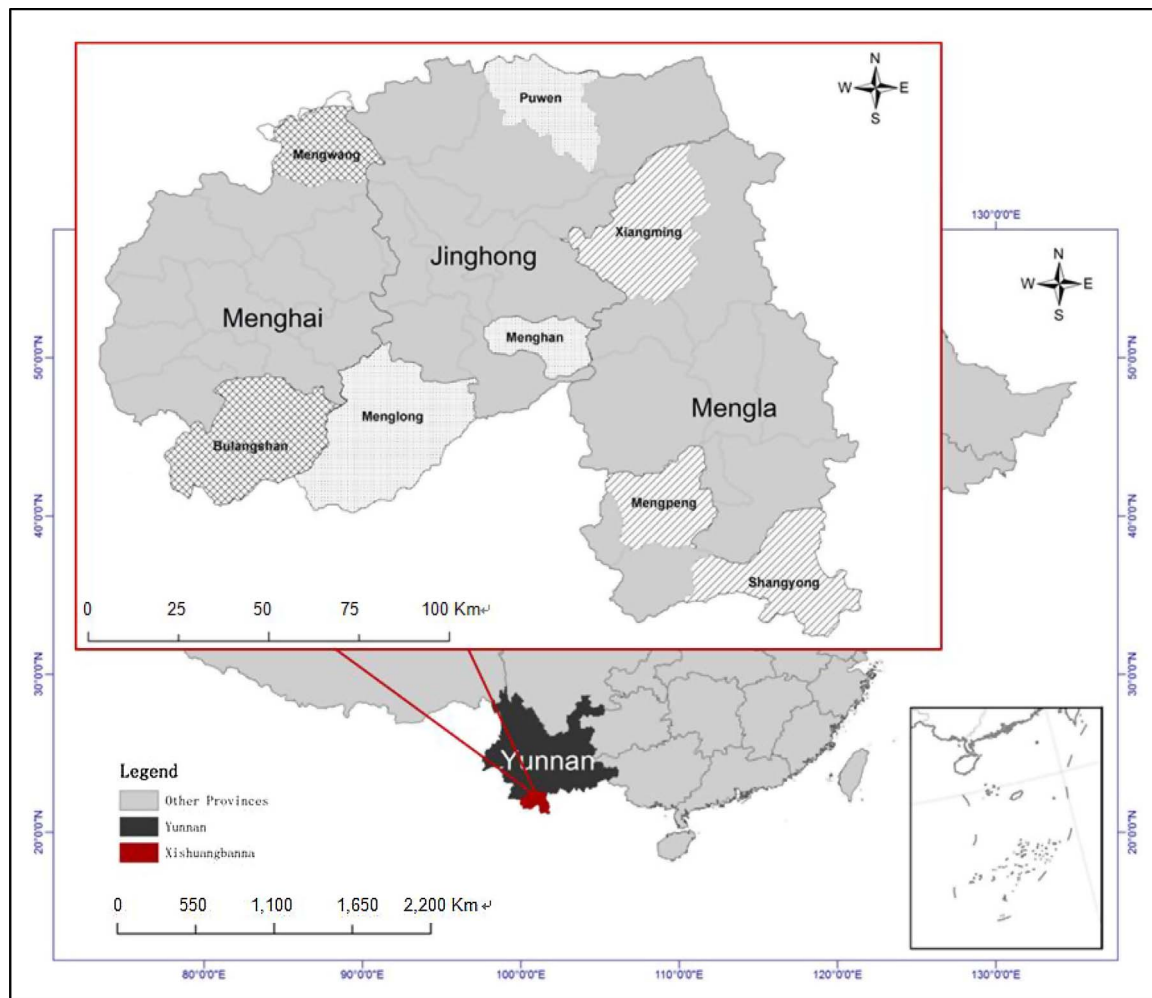 N
W E
S
Puwen
Mengwang
Xiangming
Jinghong
Menghai
Menghan
Mengla
Menglong
Bulangshan
Mengpeng
Shangyong
0 25 50 75 100 Km↵
130°0'0"E
N
W E
S
50°0'0"N
50°0'0"N
40°0'0"N
40°0'0"N
30°0'0"N
30°0'0"N
Yunnan
Legend
Other Provinces
Yunnan
Xishuangbanna
20°0'0"N
20°0'0"N
0 550 1,100 1,650 2,200 Km↵
80°0'0"E 90°0'0"E 100°0'0"E 110°0'0"E 120°0'0"E 130°0'0"E